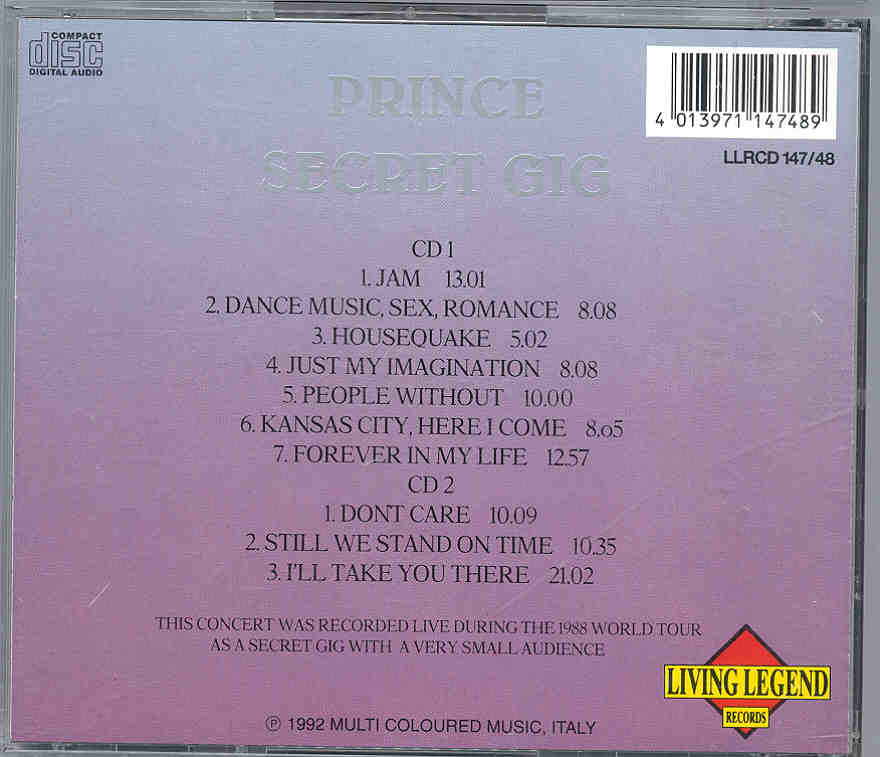 COMPACT
disc
DIGITAL AUDIO
PRINCE
4 013971 147489
SECRET GIG
LLRCD 147/48
CD 1
1. JAM 13.01
2. DANCE MUSIC, SEX, ROMANCE 8.08
3. HOUSEQUAKE 5.02
4. JUST MY IMAGINATION 8.08
5. PEOPLE WITHOUT 10.00
6. KANSAS CITY, HERE I COME 8.o5
7. FOREVER IN MY LIFE 12.57
CD 2
1. DONT CARE 10.09
2. STILL WE STAND ON TIME 10.35
3. I'LL TAKE YOU THERE 21.02
THIS CONCERT WAS RECORDED LIVE DURING THE 1988 WORLD TOUR
AS A SECRET GIG WITH A VERY SMALL AUDIENCE
LIVING LEGEND
RECORDS
℗ 1992 MULTI COLOURED MUSIC, ITALY